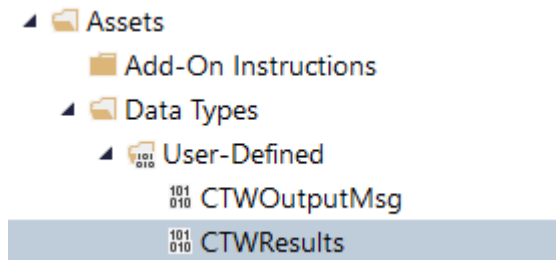 Assets
Add-On Instructions
Data Types
User-Defined
CTWOutputMsg
CTWResults